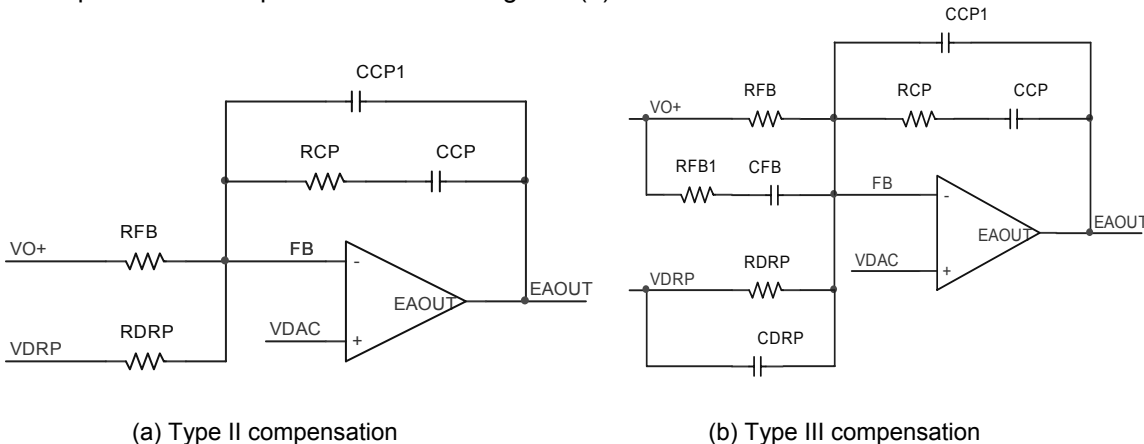 CCP1
RCP
CCP
RFB
VO+
FB
-
EAOUT
EAOUT
RDRP
VDAC
+
VDRP
(a) Type II compensation
CCP1
RFB
RCP
CCP
VO+
RFB1
CFB
FB
-
EAOUT
EAOUT
RDRP
VDAC
+
VDRP
CDRP
(b) Type III compensation